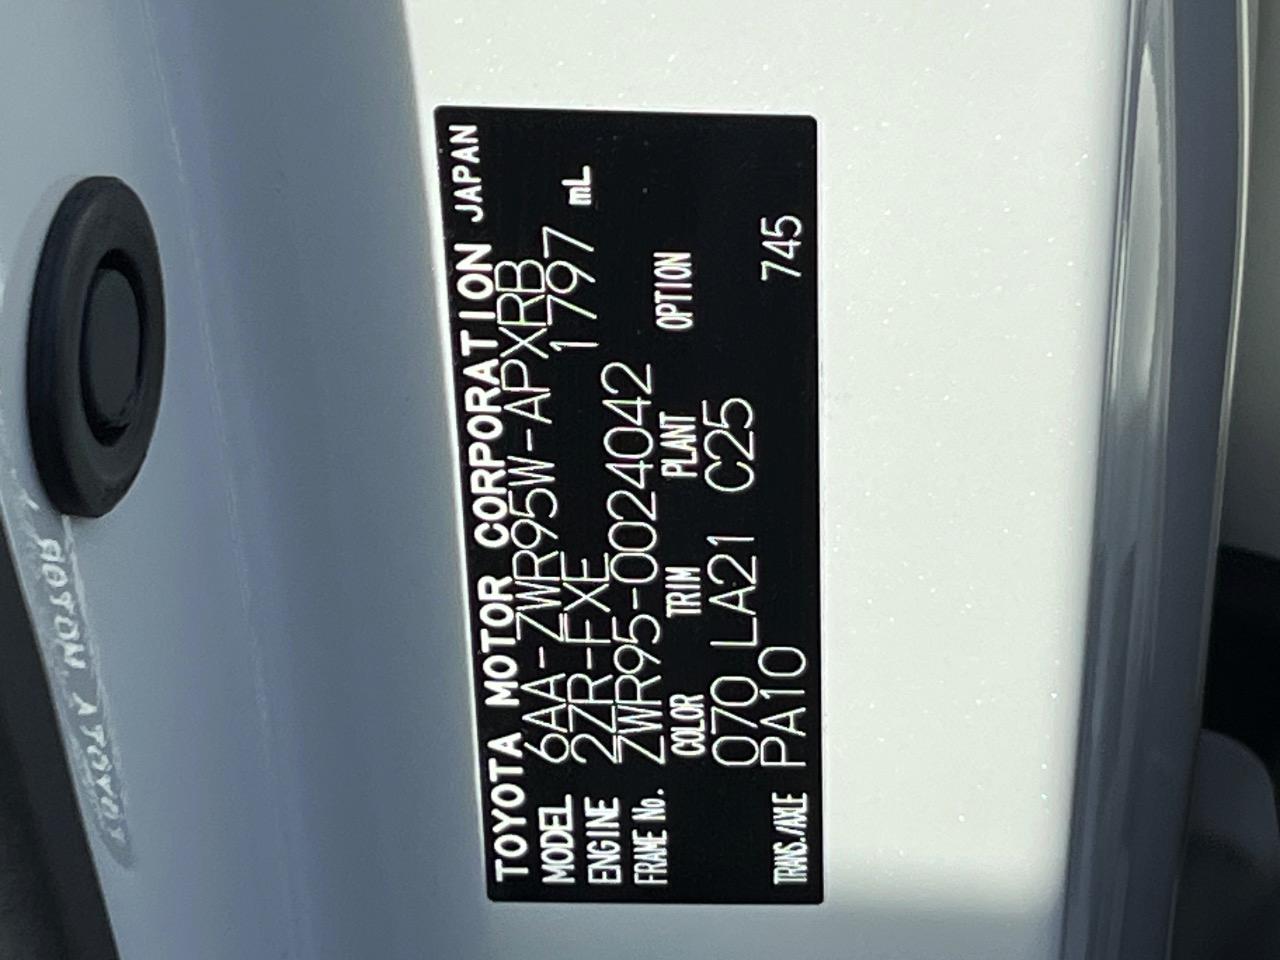 TOYOTA MOTOR CORPORATION JAPAN
MODEL 6AA-ZWR95W-APXRB
ENGINE 2ZR-FXE 1797 mL
FRAME No. ZWR95-0024042
COLOR TRIM PLANT OPTION
070 LA21 C25
TRANS./AXLE PA10 745